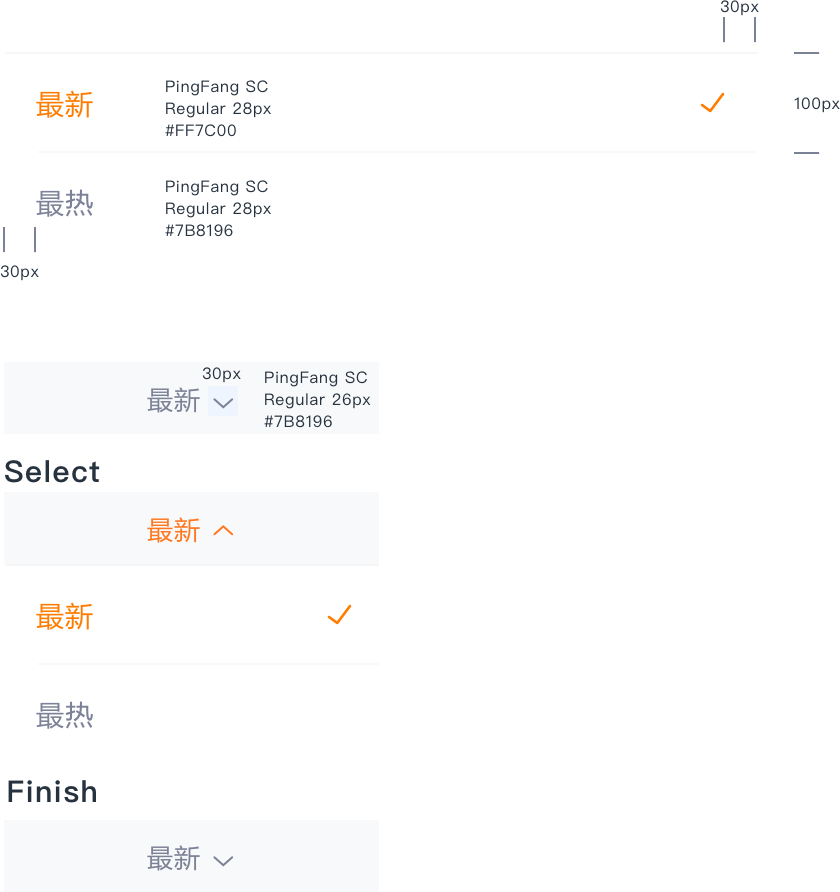 30px
最新
PingFang SC
Regular 28px
#FF7C00
100px
最热
PingFang SC
Regular 28px
#7B8196
30px
30px
最新
PingFang SC
Regular 26px
#7B8196
Select
最新
最新
最热
Finish
最新